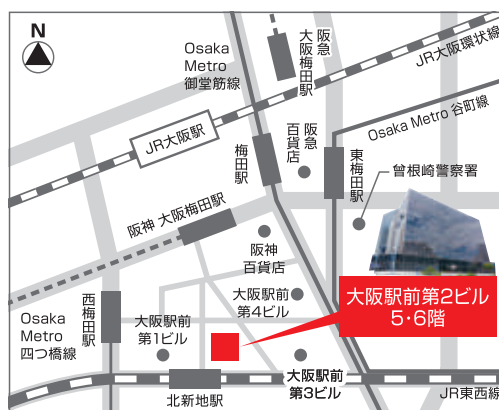 N
Osaka
Metro
御堂筋線
阪急
大阪梅田駅
JR大阪環状線
JR大阪駅
梅田駅
阪急
百貨店
Osaka Metro 谷町線
東梅田駅
曾根崎警察署
阪神 大阪梅田駅
阪神
百貨店
西梅田駅
Osaka
Metro
四つ橋線
大阪駅前
第1ビル
大阪駅前
第4ビル
大阪駅前第2ビル
5・6階
大阪駅前
第3ビル
北新地駅
JR東西線